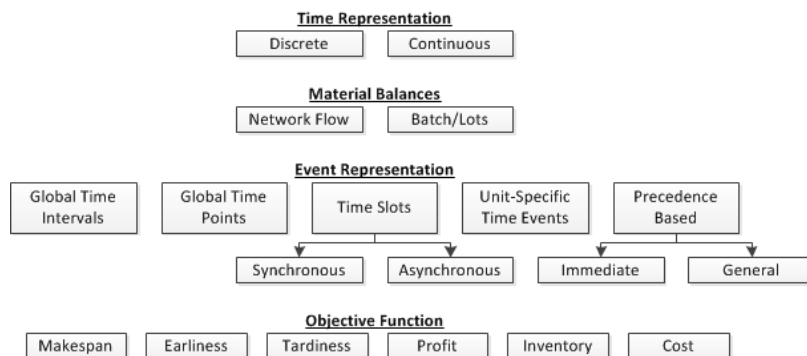 Time Representation
Discrete Continuous
Material Balances
Network Flow Batch/Lots
Event Representation
Global Time Intervals
Global Time Points
Time Slots
Unit-Specific Time Events
Precedence Based
Synchronous Asynchronous Immediate General
Objective Function
Makespan Earliness Tardiness Profit Inventory Cost